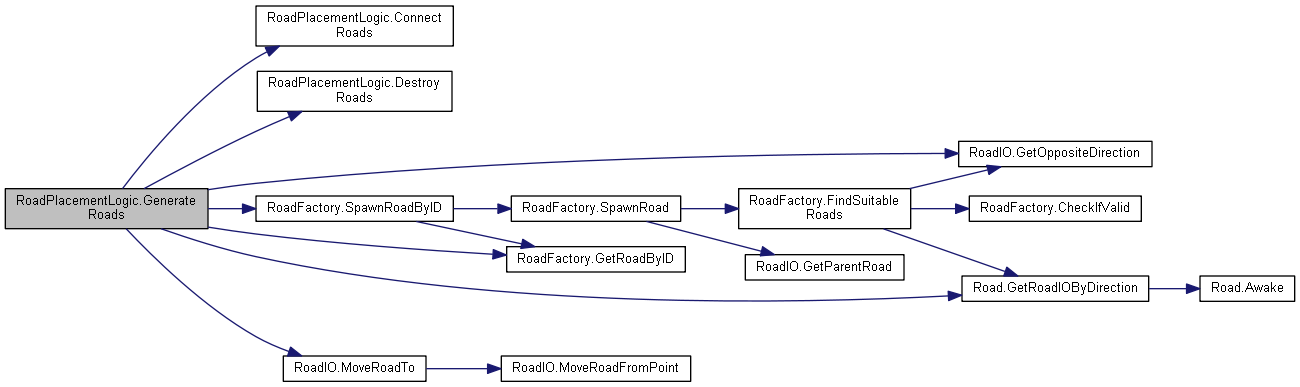 RoadPlacementLogic.Connect
Roads
RoadPlacementLogic.Destroy
Roads
RoadIO.GetOppositeDirection
RoadPlacementLogic.Generate
Roads
RoadFactory.SpawnRoadByID
RoadFactory.SpawnRoad
RoadFactory.FindSuitable
Roads
RoadFactory.CheckIfValid
RoadFactory.GetRoadByID
RoadIO.GetParentRoad
Road.GetRoadIOByDirection
Road.Awake
RoadIO.MoveRoadTo
RoadIO.MoveRoadFromPoint